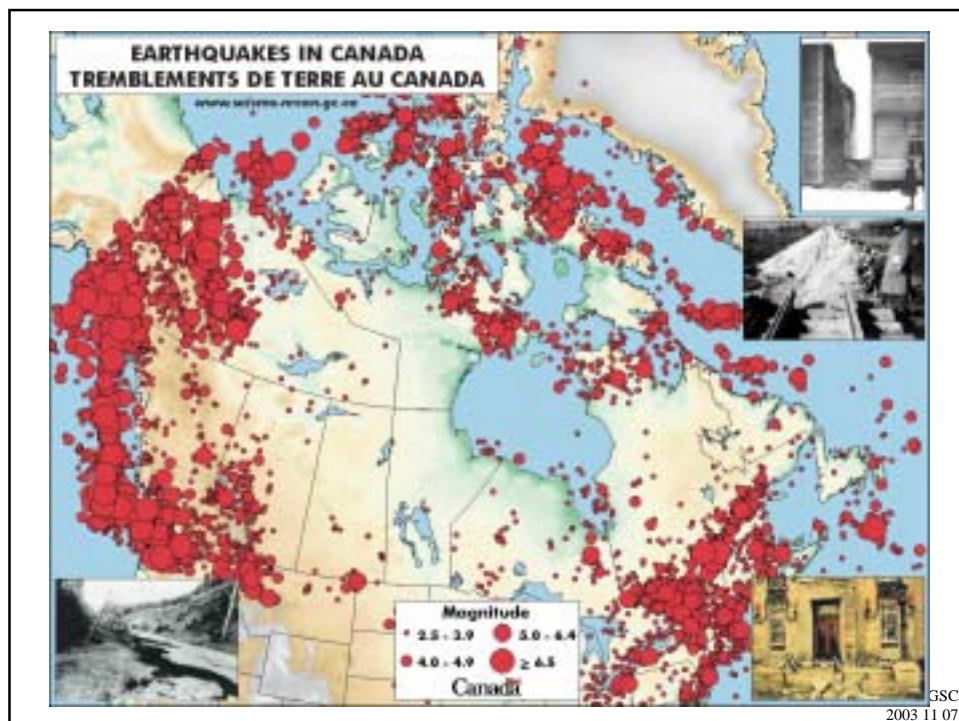 EARTHQUAKES IN CANADA
TREMBLEMENTS DE TERRE AU CANADA
Magnitude
2.5 - 3.9
5.0 - 6.4
4.0 - 4.9
≥ 6.5
Canada
GSC
2003 11 07